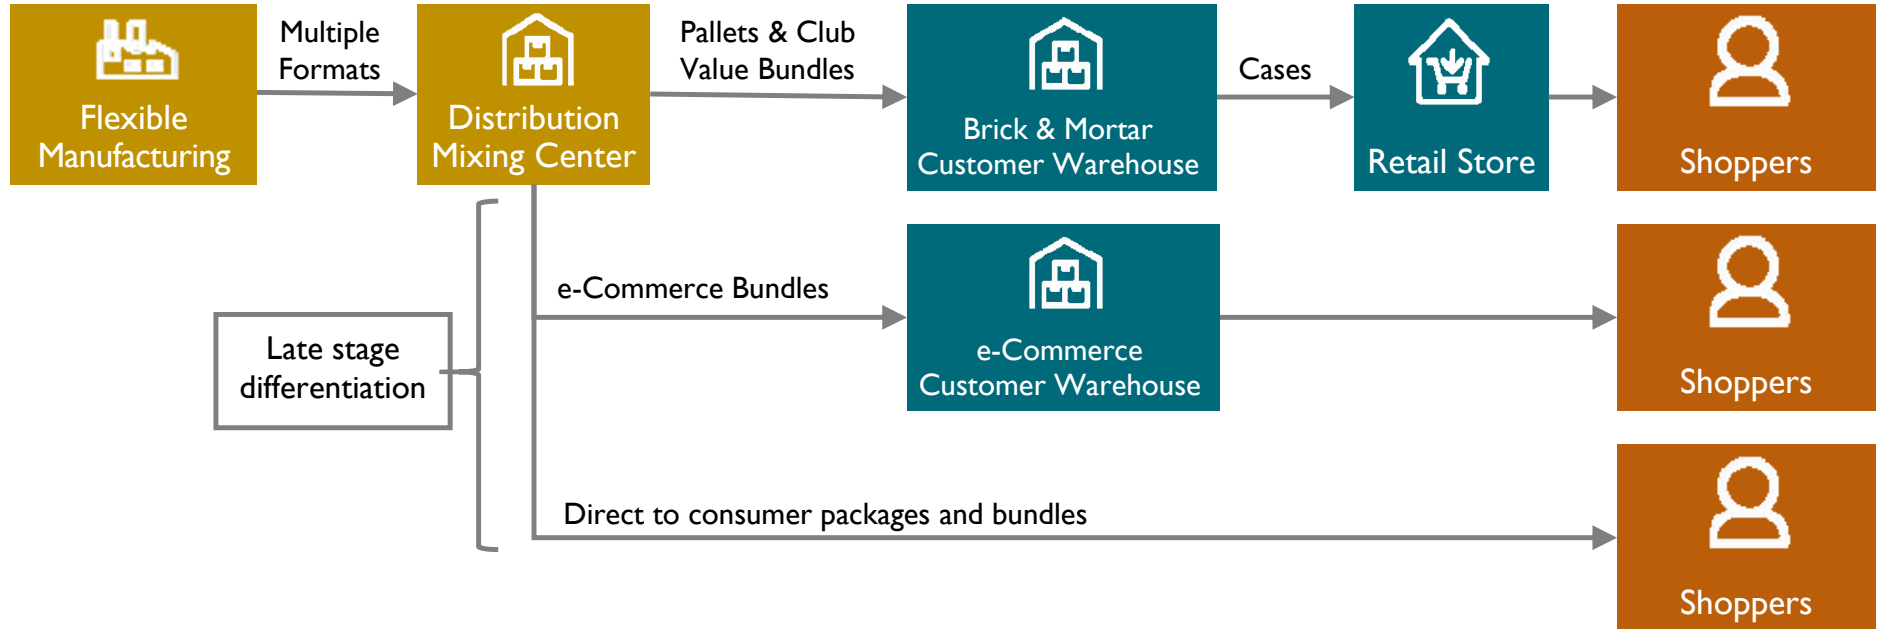 Flexible
Manufacturing
Multiple
Formats
Distribution
Mixing Center
Pallets & Club
Value Bundles
Brick & Mortar
Customer Warehouse
Cases
Retail Store
Shoppers
Late stage
differentiation
e-Commerce Bundles
e-Commerce
Customer Warehouse
Shoppers
Direct to consumer packages and bundles
Shoppers